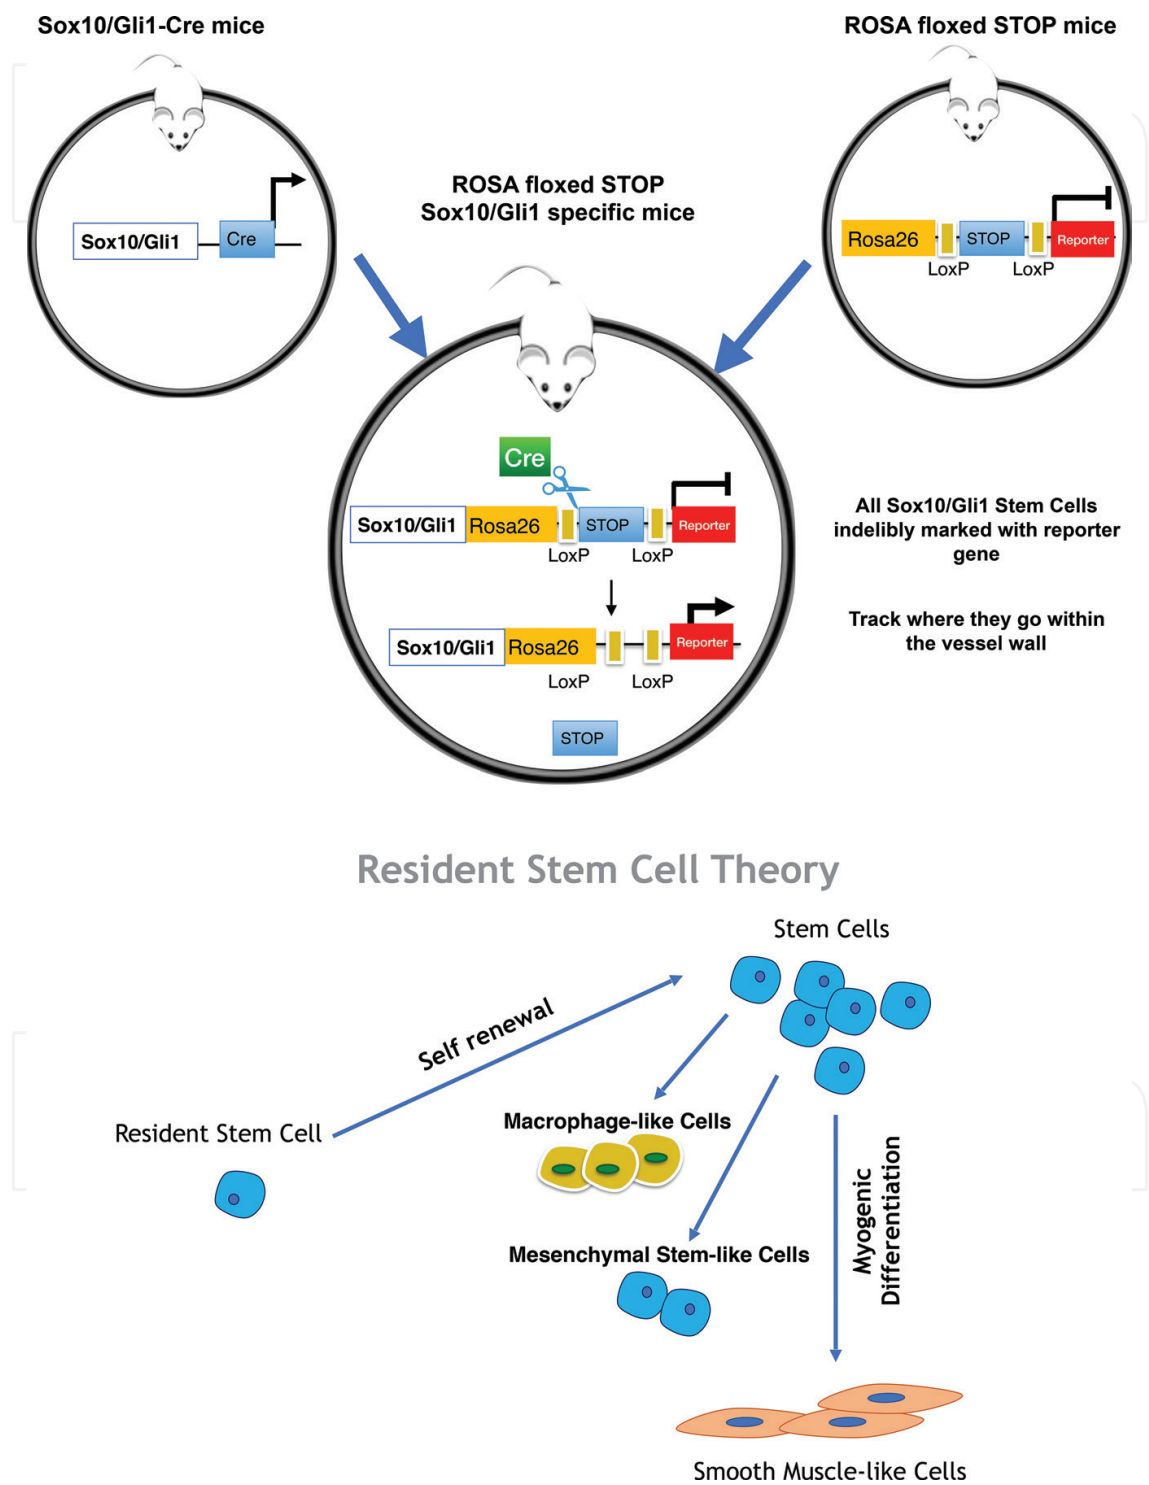 Sox10/Gli1-Cre mice
ROSA floxed STOP mice
ROSA floxed STOP
Sox10/Gli1 specific mice
Sox10/Gli1
Cre
Rosa26
STOP
Reporter
LoxP
LoxP
Cre
Sox10/Gli1
Rosa26
STOP
Reporter
LoxP
LoxP
Sox10/Gli1
Rosa26
Reporter
LoxP
LoxP
STOP
All Sox10/Gli1 Stem Cells
indelibly marked with reporter
gene
Track where they go within
the vessel wall
Resident Stem Cell Theory
Stem Cells
Self renewal
Resident Stem Cell
Macrophage-like Cells
Mesenchymal Stem-like Cells
Myogenic
Differentiation
Smooth Muscle-like Cells